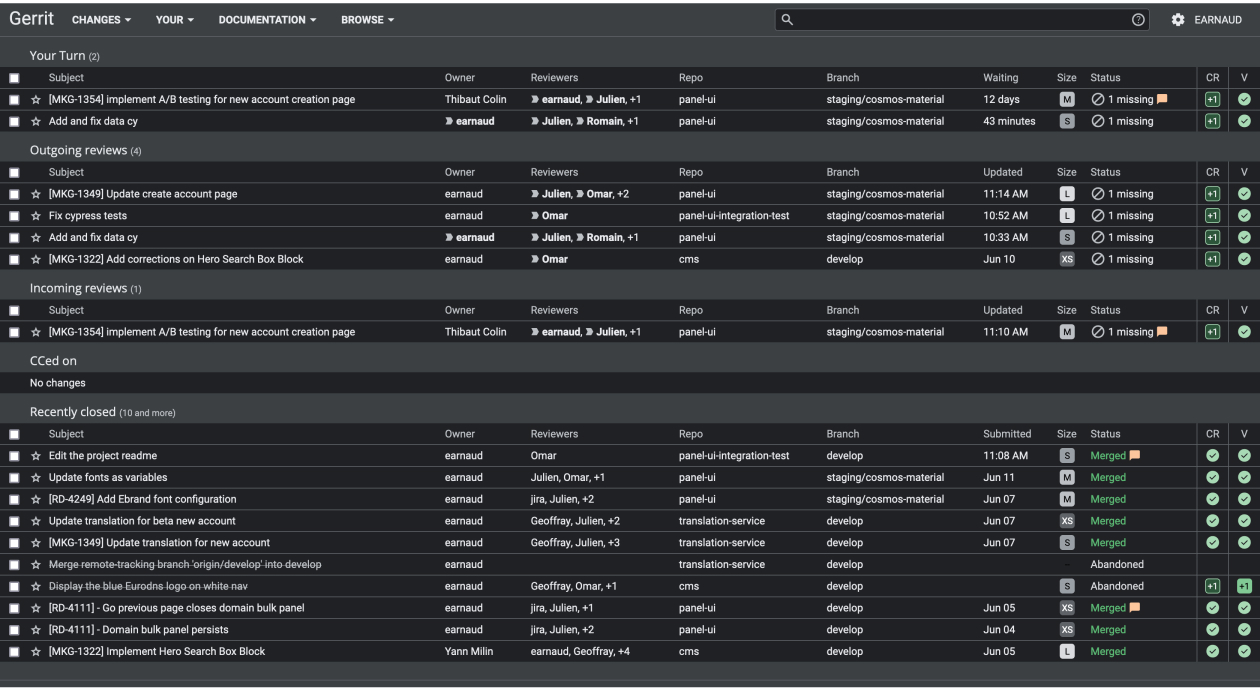 Gerrit CHANGES YOUR DOCUMENTATION BROWSE EARNAUD
Your Turn (2)
Subject Owner Reviewers Repo Branch Waiting Size Status CR V
[MKG-1354] implement A/B testing for new account creation page Thibaut Colin earnaud, Julien, +1 panel-ui staging/cosmos-material 12 days M 1 missing +1
Add and fix data cy earnaud Julien, Romain, +1 panel-ui staging/cosmos-material 43 minutes S 1 missing +1
Outgoing reviews (4)
Subject Owner Reviewers Repo Branch Updated Size Status CR V
[MKG-1349] Update create account page earnaud Julien, Omar, +2 panel-ui staging/cosmos-material 11:14 AM L 1 missing +1
Fix cypress tests earnaud Omar panel-ui-integration-test staging/cosmos-material 10:52 AM L 1 missing +1
Add and fix data cy earnaud Julien, Romain, +1 panel-ui staging/cosmos-material 10:33 AM S 1 missing +1
[MKG-1322] Add corrections on Hero Search Box Block earnaud Omar cms develop Jun 10 XS 1 missing +1
Incoming reviews (1)
Subject Owner Reviewers Repo Branch Updated Size Status CR V
[MKG-1354] implement A/B testing for new account creation page Thibaut Colin earnaud, Julien, +1 panel-ui staging/cosmos-material 11:10 AM M 1 missing +1
CCed on
No changes
Recently closed (10 and more)
Subject Owner Reviewers Repo Branch Submitted Size Status CR V
Edit the project readme earnaud Omar panel-ui-integration-test develop 11:08 AM S Merged
Update fonts as variables earnaud Julien, Omar, +1 panel-ui staging/cosmos-material Jun 11 M Merged
[RD-4249] Add Ebrand font configuration earnaud jira, Julien, +2 panel-ui staging/cosmos-material Jun 07 M Merged
Update translation for beta new account earnaud Geoffray, Julien, +2 translation-service develop Jun 07 XS Merged
[MKG-1349] Update translation for new account earnaud Geoffray, Julien, +3 translation-service develop Jun 07 S Merged
Merge remote-tracking branch 'origin/develop' into develop earnaud translation-service develop - Abandoned
Display the blue Eurodns logo on white nav earnaud Geoffray, Omar, +1 cms develop S Abandoned +1 +1
[RD-4111] - Go previous page closes domain bulk panel earnaud jira, Julien, +1 panel-ui develop Jun 05 XS Merged
[RD-4111] - Domain bulk panel persists earnaud jira, Julien, +2 panel-ui develop Jun 04 XS Merged
[MKG-1322] Implement Hero Search Box Block Yann Milin earnaud, Geoffray, +4 cms develop Jun 05 L Merged